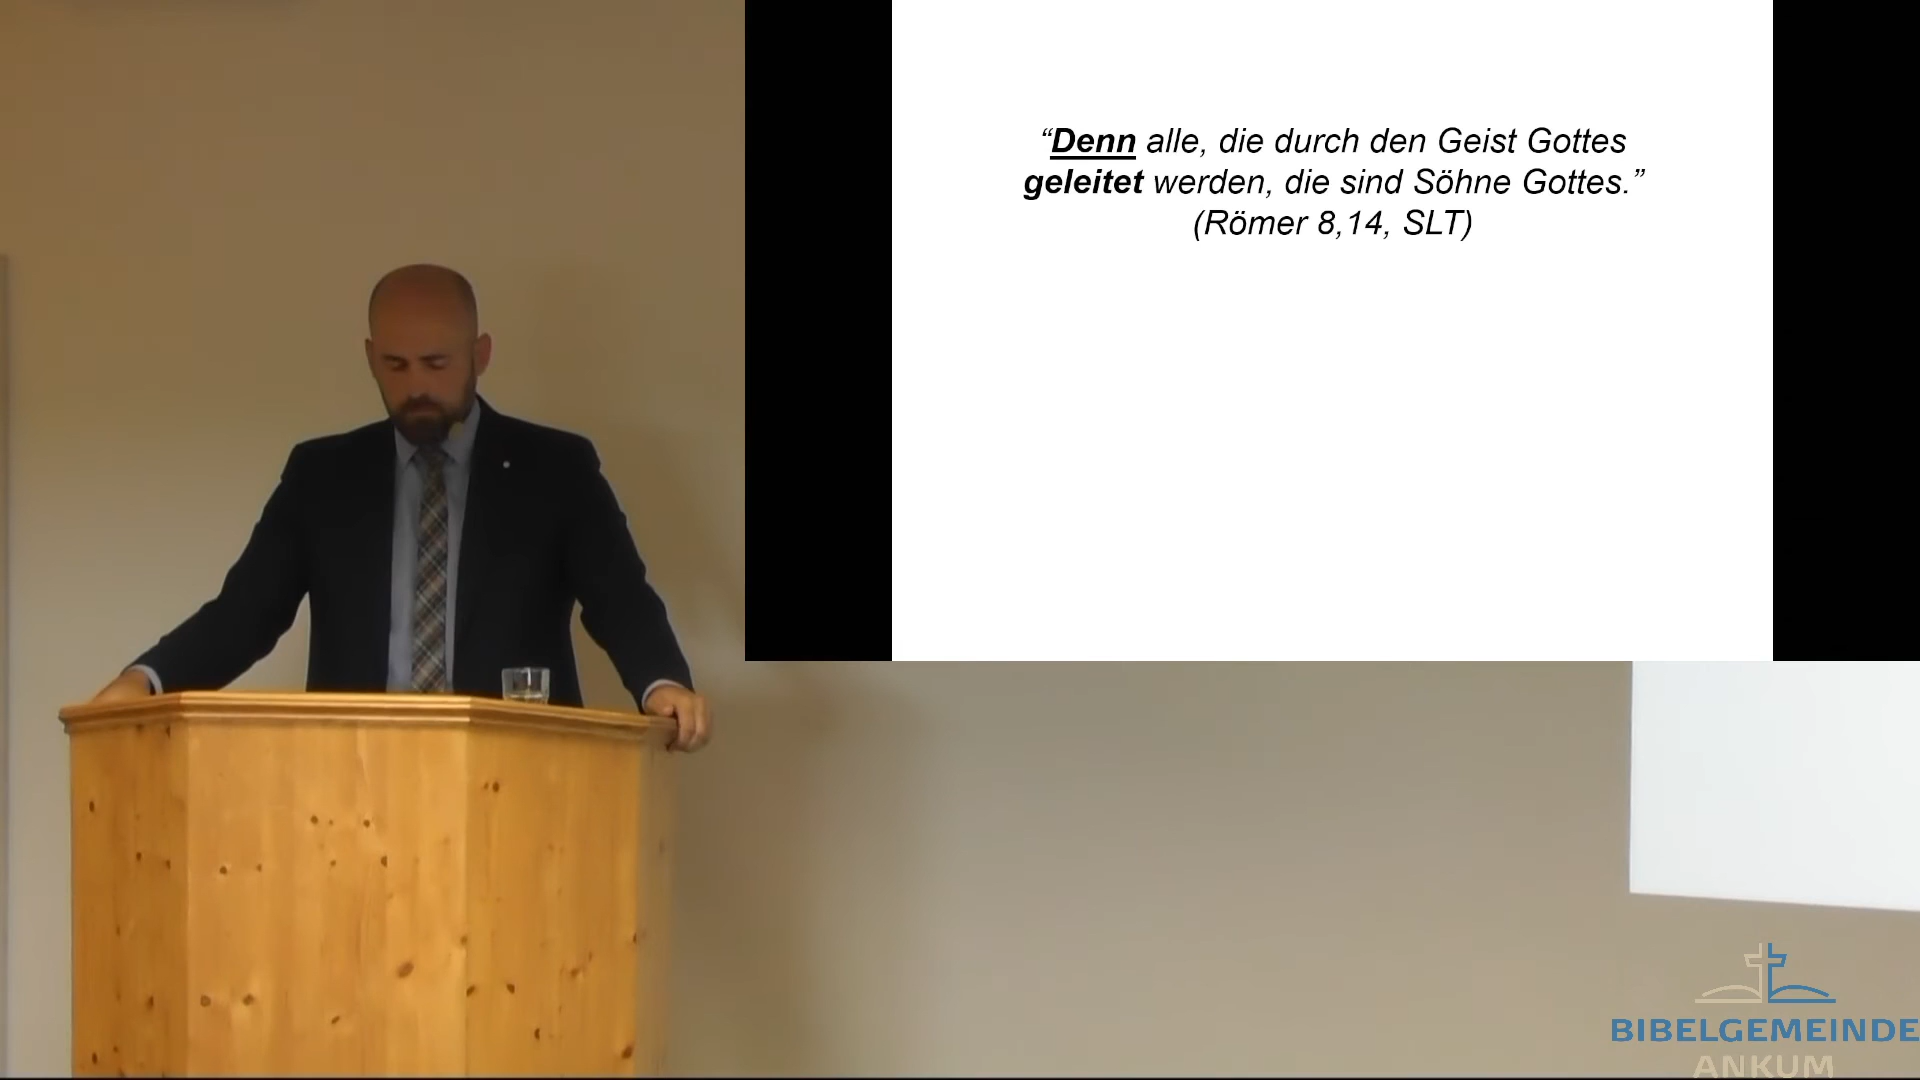 “Denn alle, die durch den Geist Gottes
geleitet werden, die sind Söhne Gottes.”
(Römer 8,14, SLT)
BIBELGEMEINDE
ANKUM